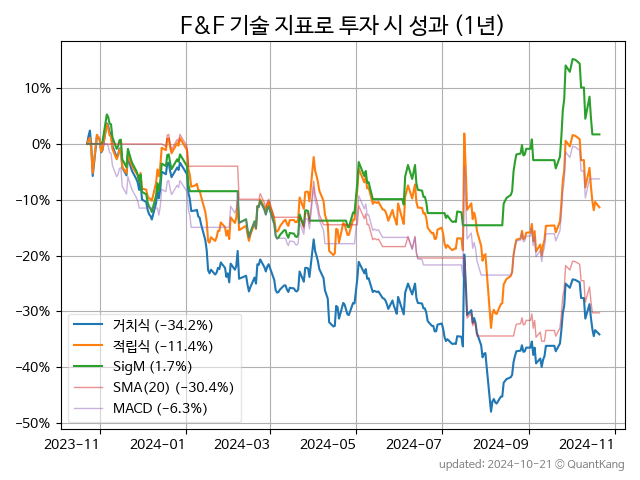 F&F 기술 지표로 투자 시 성과 (1년)
10%
0%
−10%
−20%
−30%
−40%
−50%
거치식 (−34.2%)
적립식 (−11.4%)
SigM (1.7%)
SMA(20) (−30.4%)
MACD (−6.3%)
2023-11 2024-01 2024-03 2024-05 2024-07 2024-09 2024-11
updated: 2024-10-21 © QuantKang